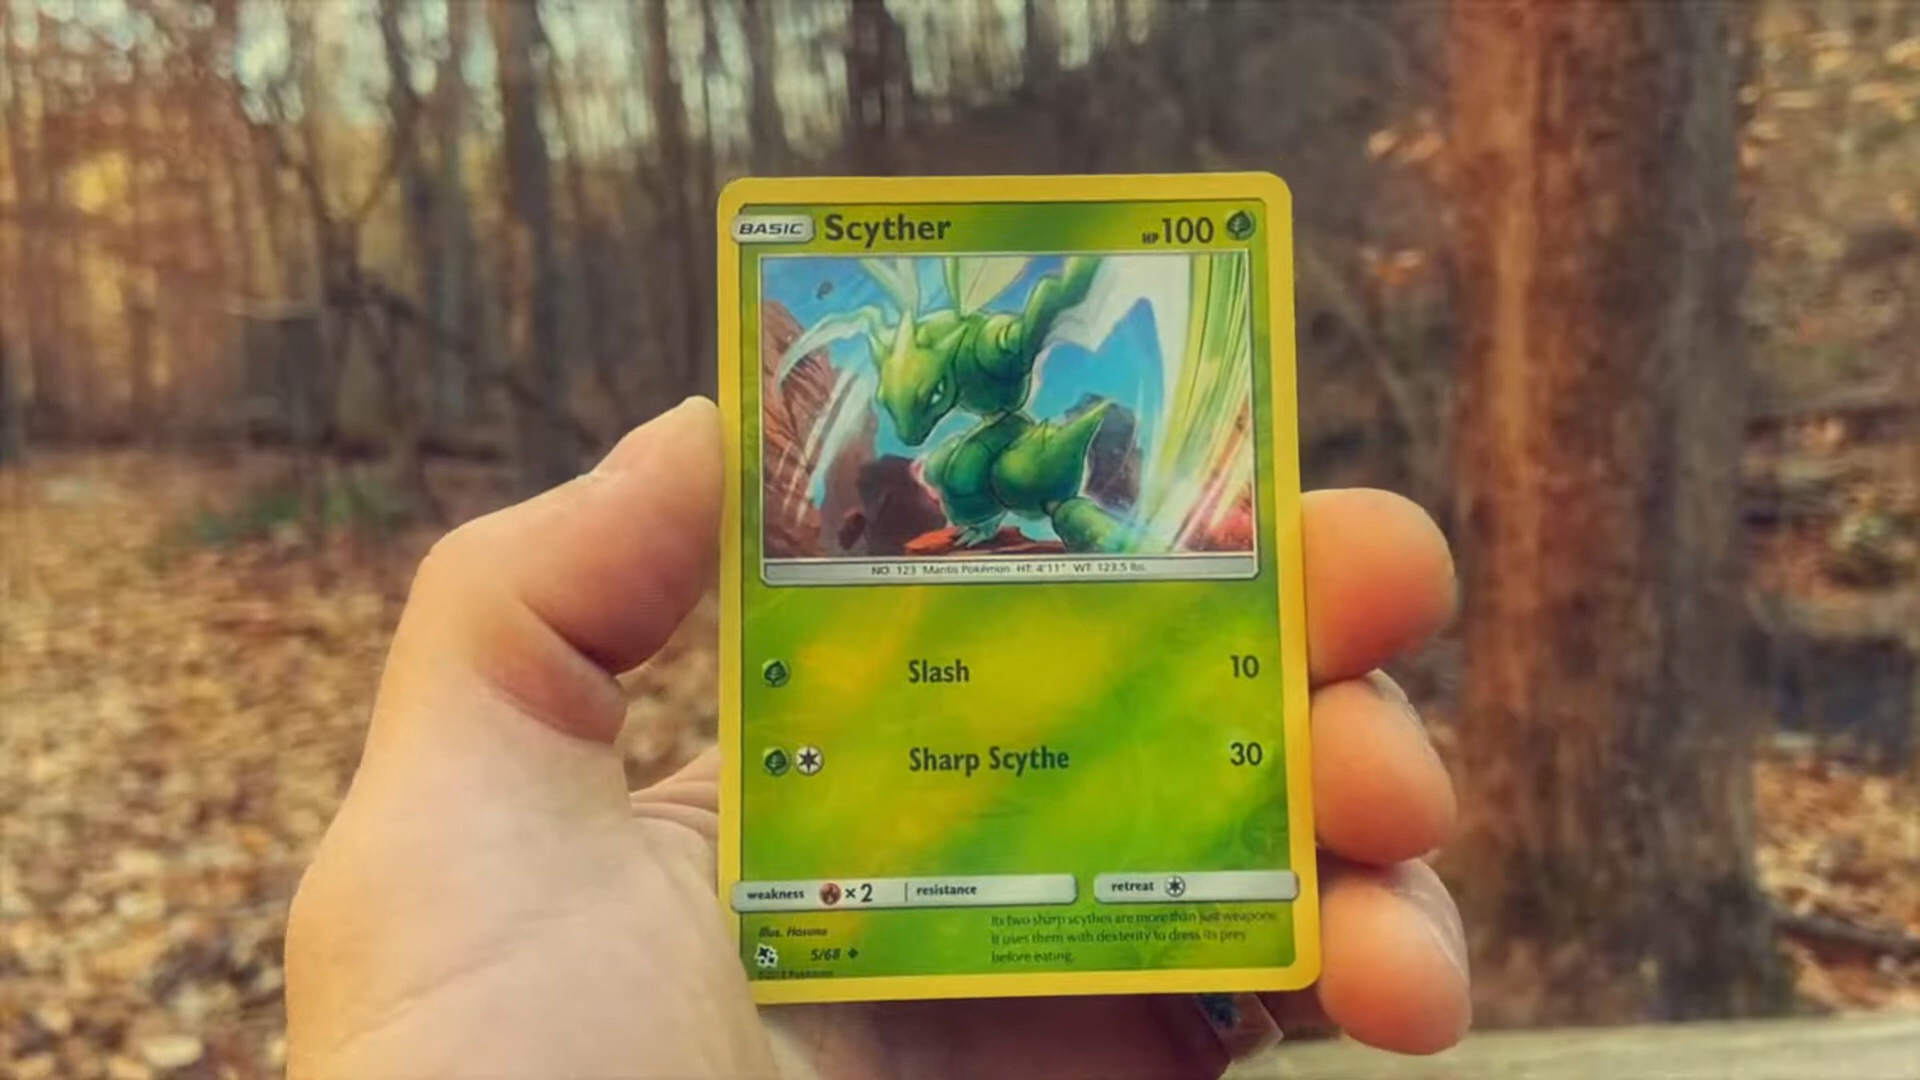 BASIC Scyther HP 100
NO. 123 Mantis Pokémon HT: 4'11" WT: 123.5 lbs.
Slash 10
Sharp Scythe 30
weakness ×2 resistance
retreat
Illus. Hasuno
Its two sharp scythes are more than just weapons.
It uses them with dexterity to dress its prey
before eating.
5/68